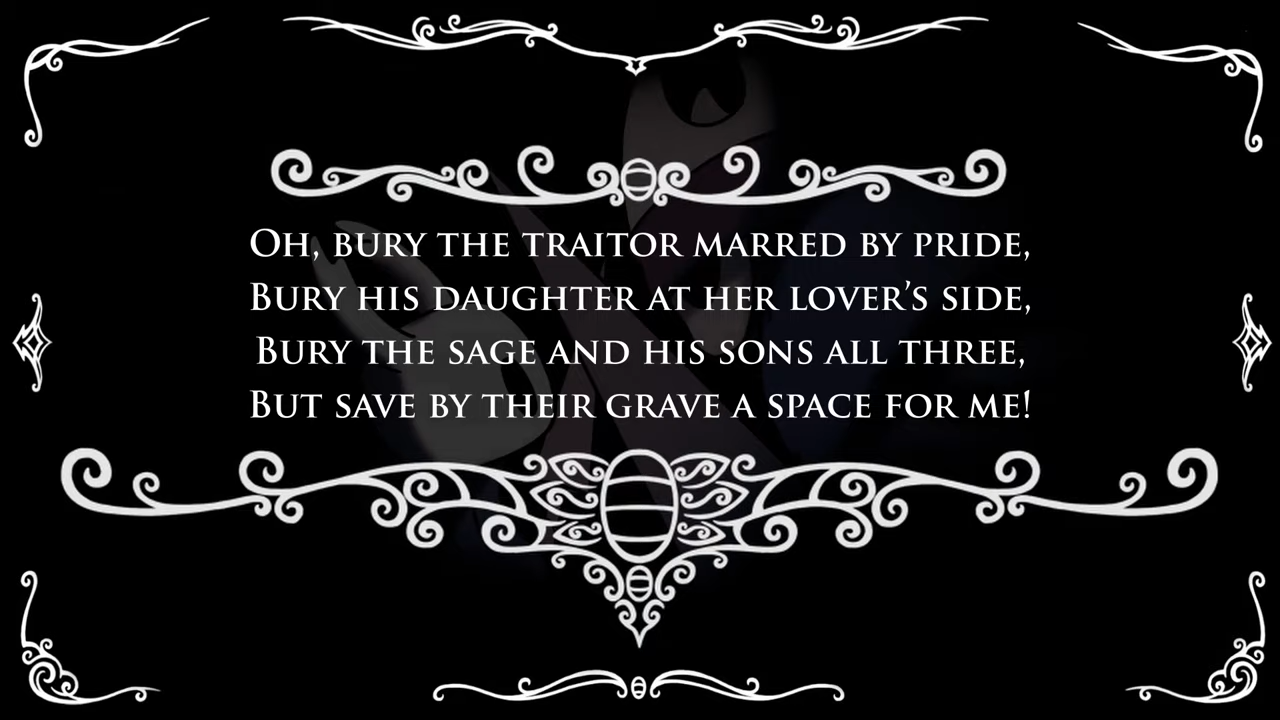 Oh, bury the traitor marred by pride,
Bury his daughter at her lover’s side,
Bury the sage and his sons all three,
But save by their grave a space for me!